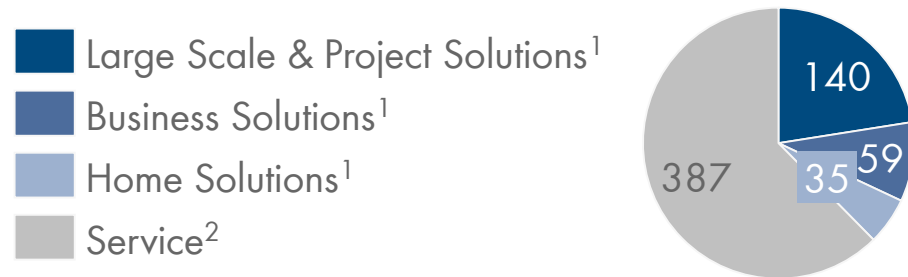 Large Scale & Project Solutions¹
Business Solutions¹
Home Solutions¹
Service²
140
59
35
387